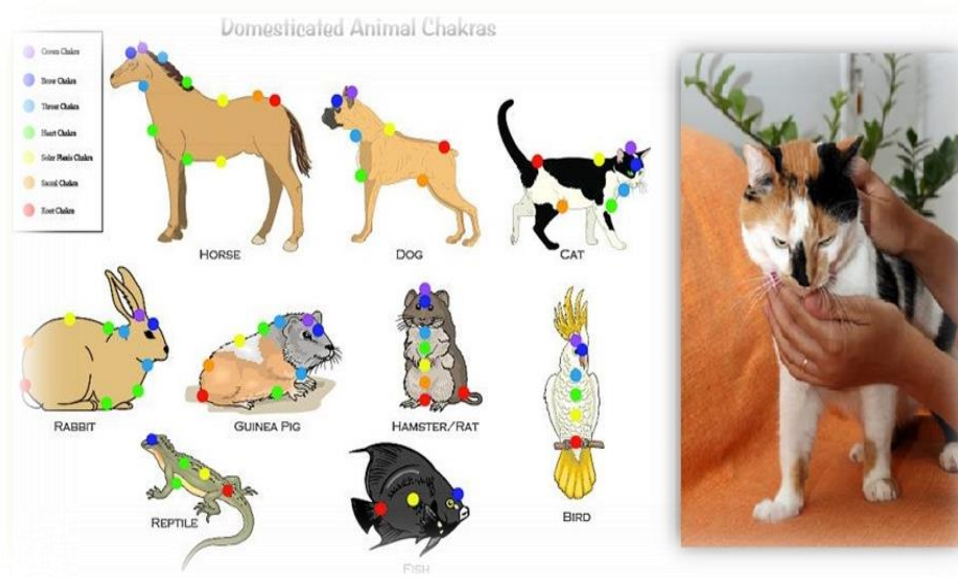 Domesticated Animal Chakras
Crown Chakra
Brow Chakra
Throat Chakra
Heart Chakra
Solar Plexis Chakra
Sacral Chakra
Root Chakra
HORSE
DOG
CAT
RABBIT
GUINEA PIG
HAMSTER/RAT
BIRD
REPTILE
FISH